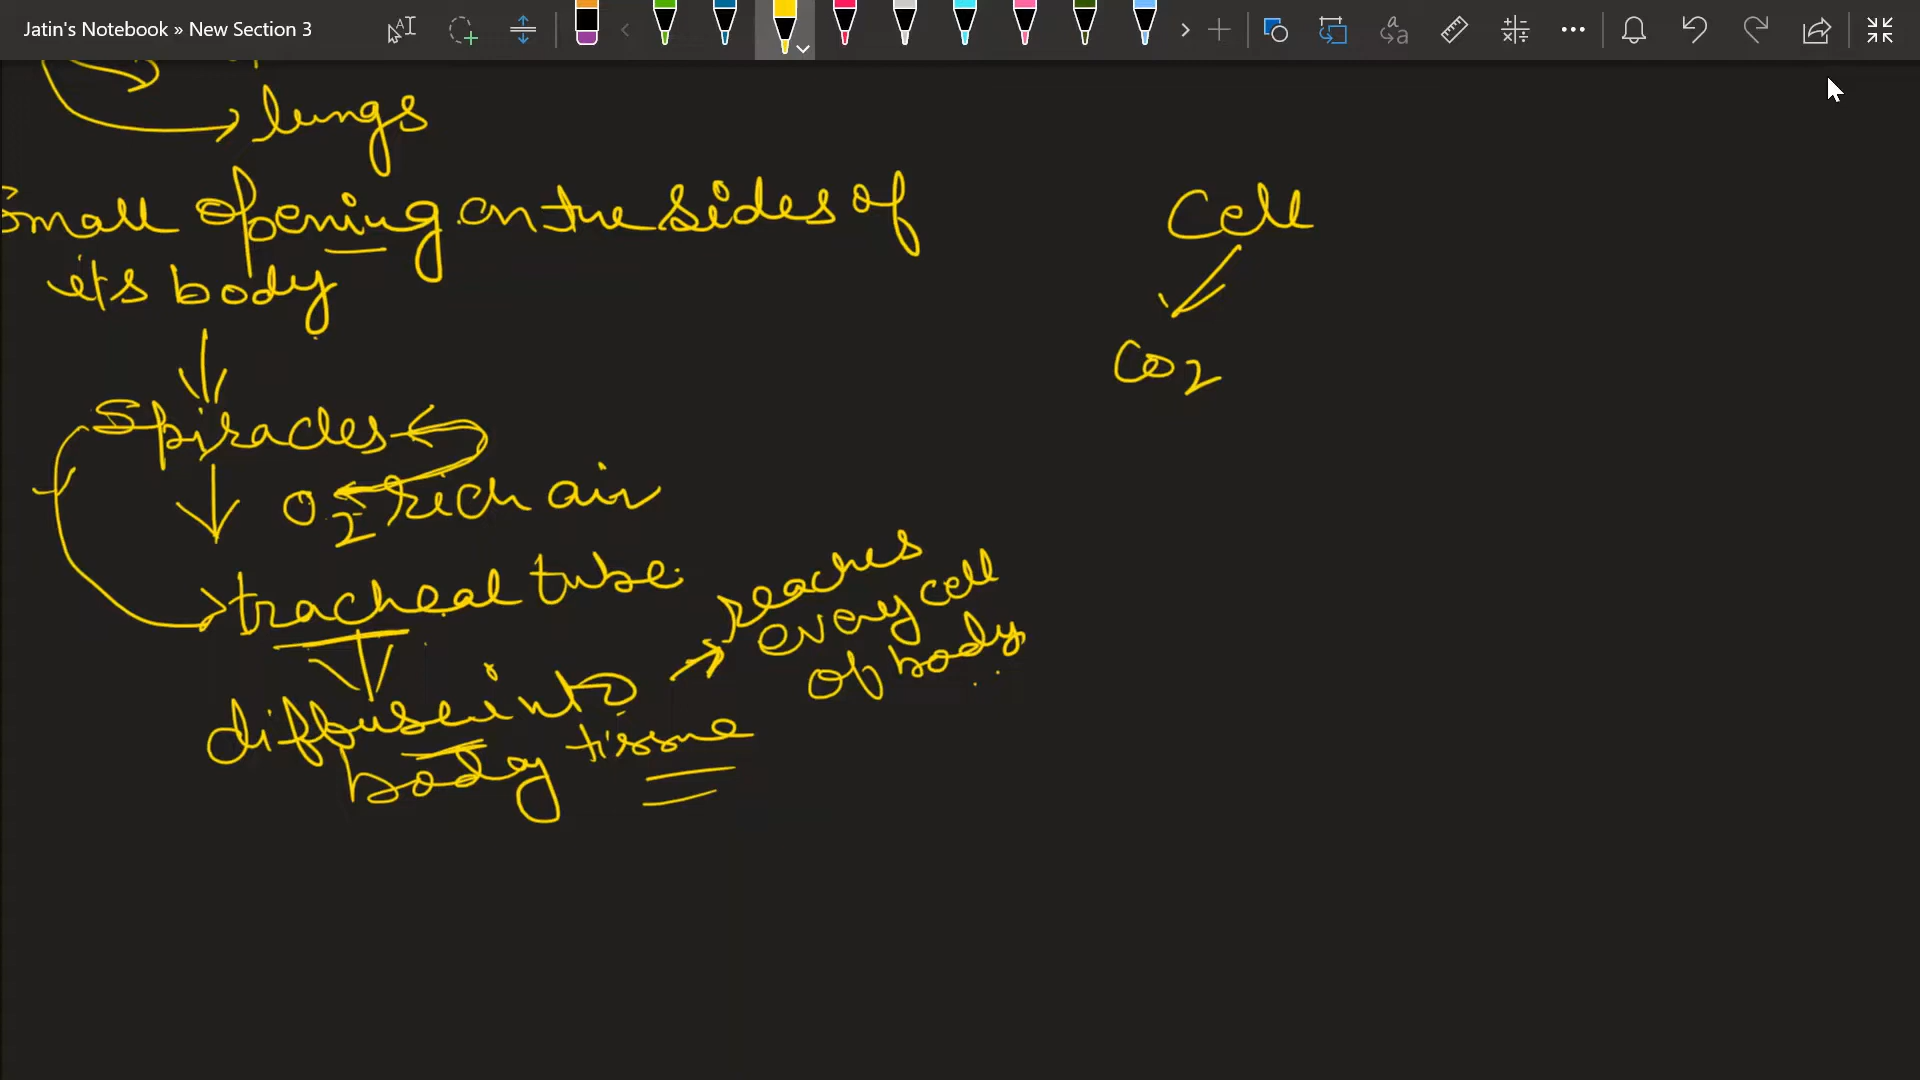 Jatin's Notebook » New Section 3
lungs
Small opening on the sides of
its body
Spiracles
O2 rich air
tracheal tube
diffuse into
body tissue
reaches
every cell
of body
Cell
CO2